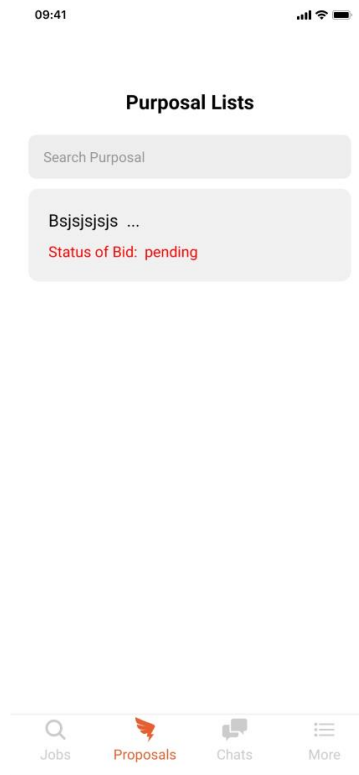 09:41
Purposal Lists
Search Purposal
Bsjsjsjsjs ...
Status of Bid: pending
Jobs
Proposals
Chats
More